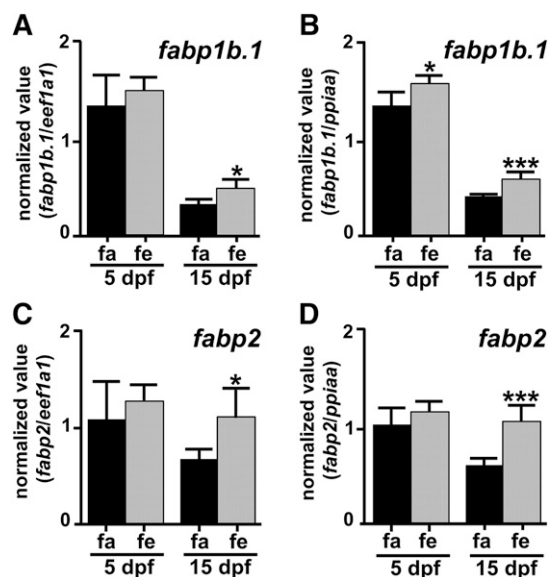 A
fabp1b.1
normalized value
(fabp1b.1/eef1a1)
2
1
0
*
fa fe fa fe
5 dpf 15 dpf
B
fabp1b.1
normalized value
(fabp1b.1/ppiaa)
2
1
0
*
***
fa fe fa fe
5 dpf 15 dpf
C
fabp2
normalized value
(fabp2/eef1a1)
2
1
0
*
fa fe fa fe
5 dpf 15 dpf
D
fabp2
normalized value
(fabp2/ppiaa)
2
1
0
***
fa fe fa fe
5 dpf 15 dpf